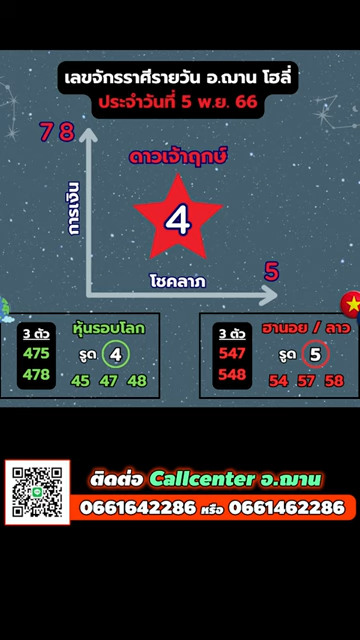 เลขจักรราศีรายวัน อ.ฌาน โฮลี่
ประจำวันที่ 5 พ.ย. 66
7 8
ดาวเจ้าฤกษ์
การเงิน
4
โชคลาภ
5
3 ตัว
475
478
หุ้นรอบโลก
รูด 4
45 47 48
3 ตัว
547
548
ฮานอย / ลาว
รูด 5
54 57 58
ติดต่อ Callcenter อ.ฌาน
0661642286 หรือ 0661462286